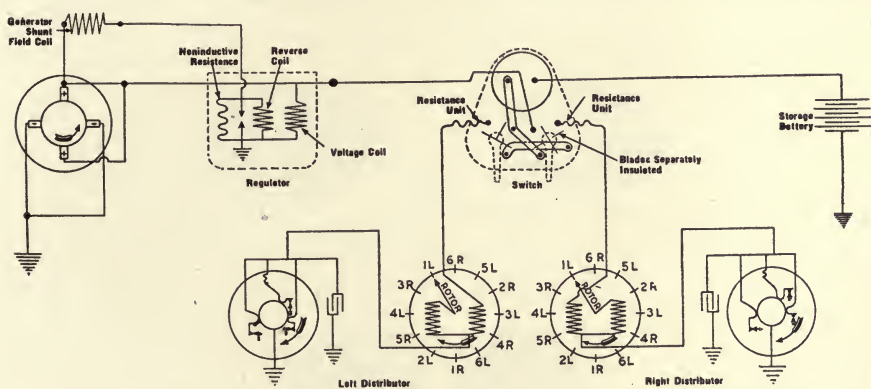 Generator
Shunt
Field Coil
Noninductive
Resistence
Reverse
Coil
Voltage Coil
Regulator
Resistance
Unit
Resistance
Unit
Blades Separately
Insulated
Switch
Storage
Battery
+
-
-
+
1L
6R
5L
2R
3L
4R
6L
1R
2L
5R
4L
3R
ROTOR
Left Distributor
1L
6R
5L
2R
3L
4R
6L
1R
2L
5R
4L
3R
ROTOR
Right Distributor